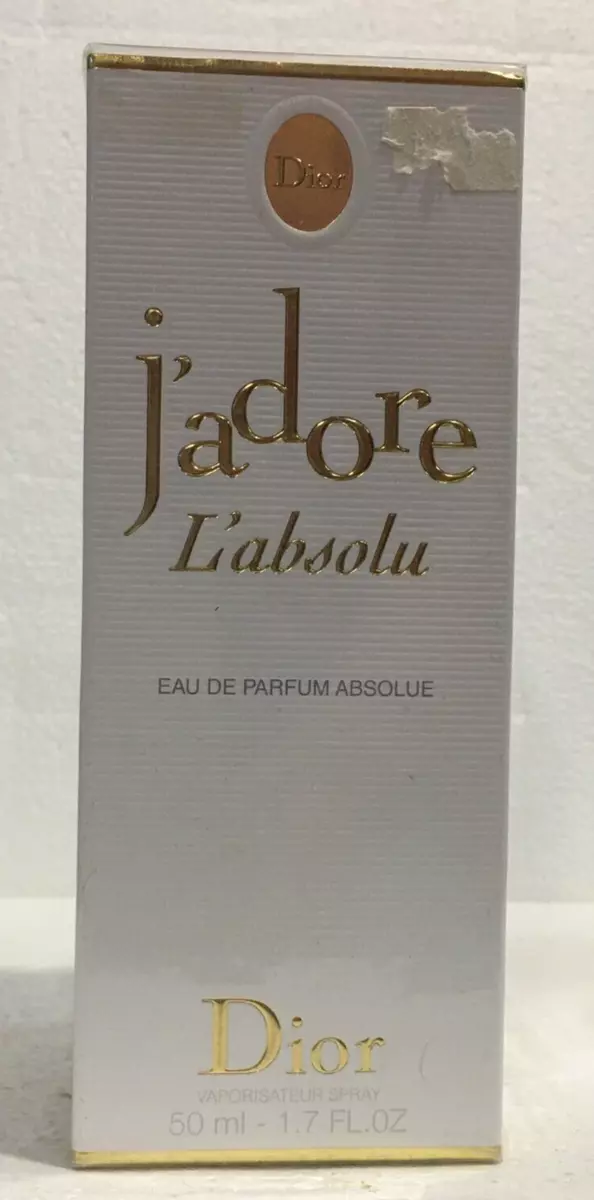 Dior
j'adore
L'absolu
EAU DE PARFUM ABSOLUE
Dior
VAPORISATEUR SPRAY
50 ml - 1.7 FL.OZ